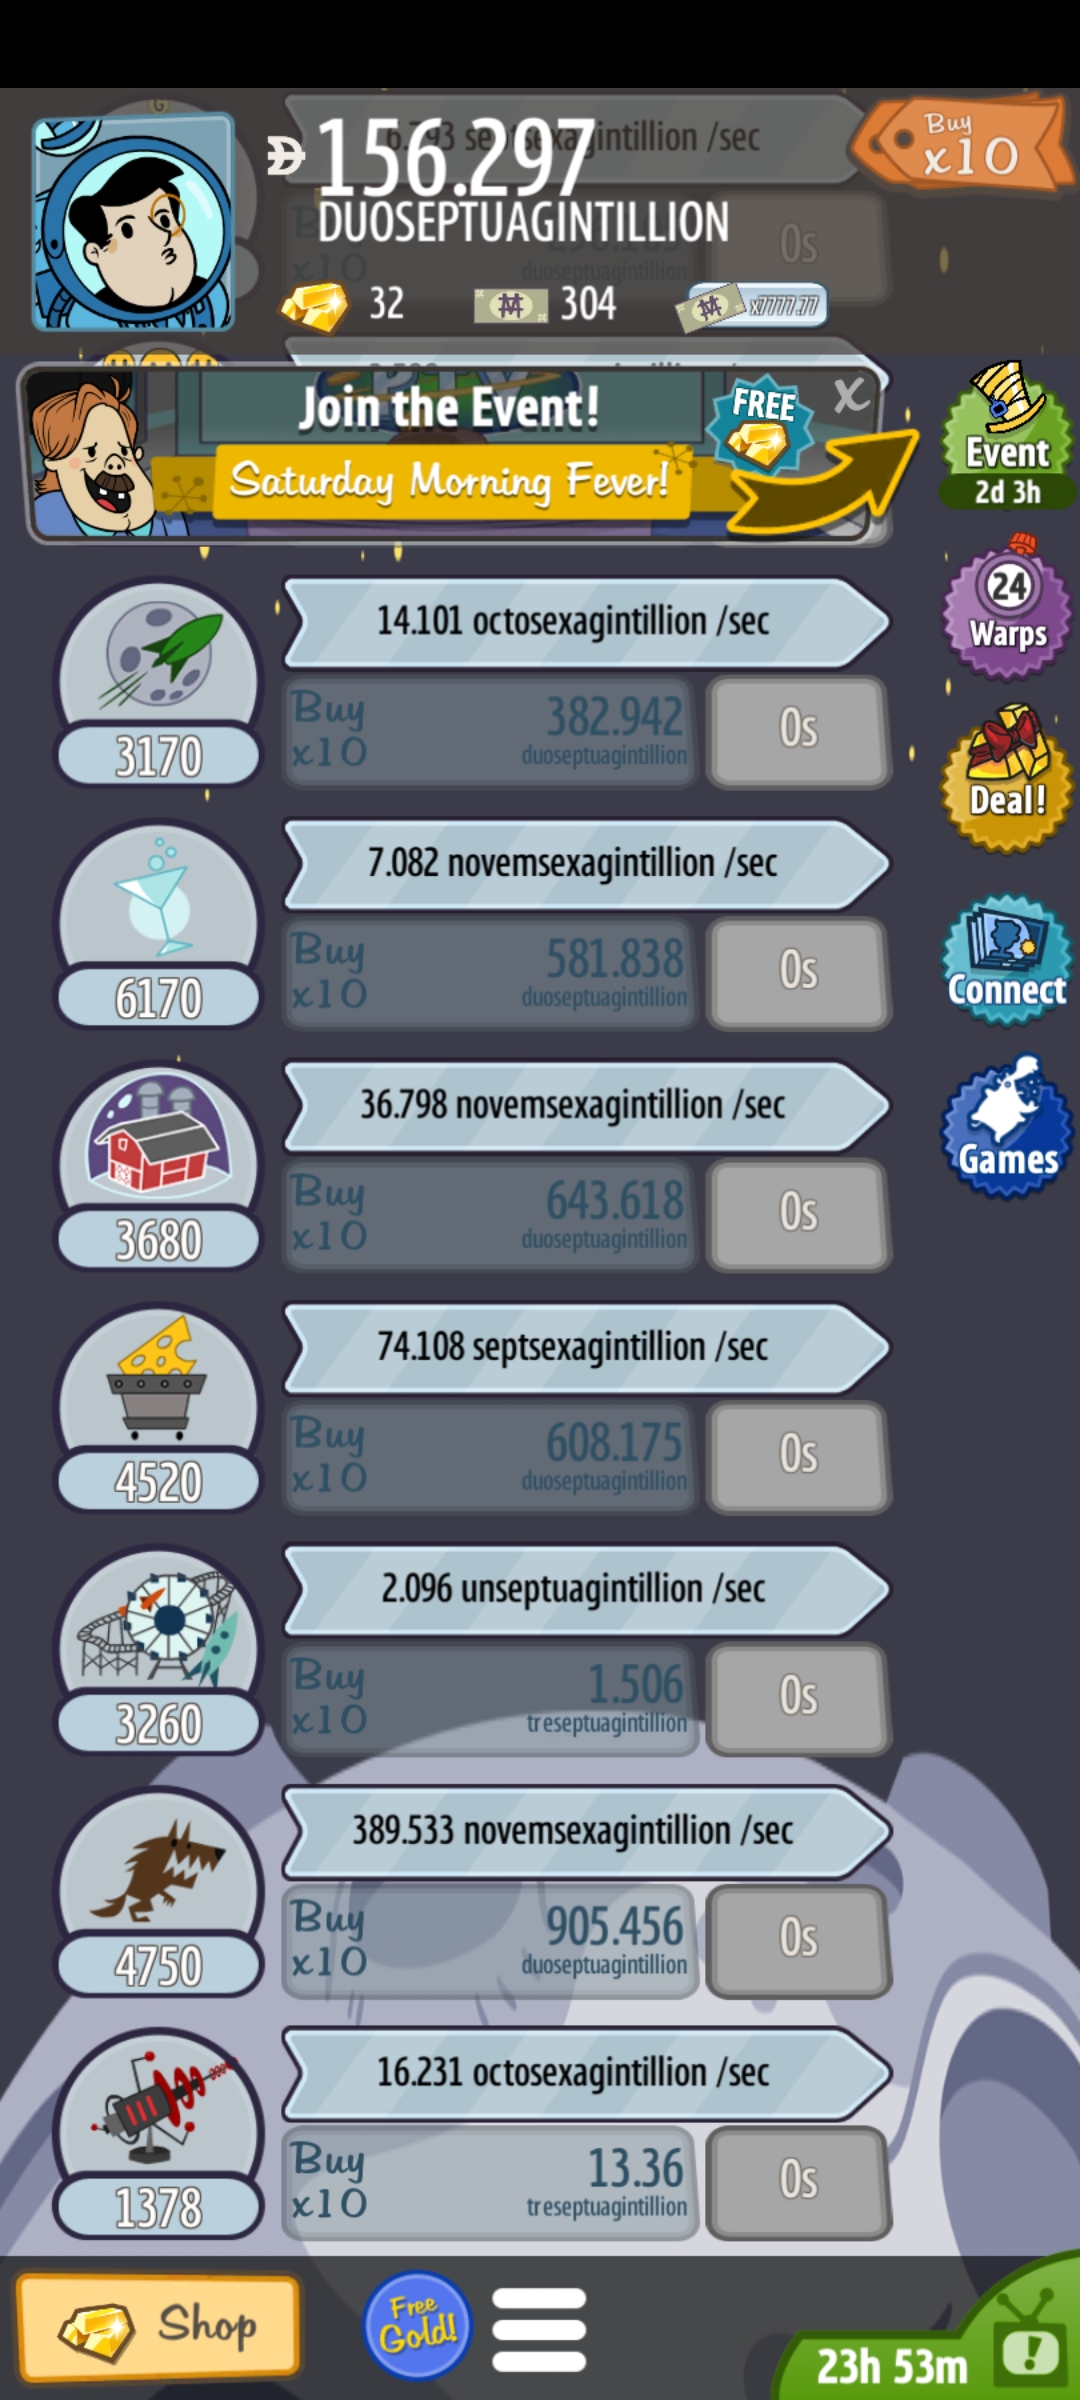 156.297
Buy
x10
DUOSEPTUAGINTILLION
/sec
x10
duoseptuagintillion
0s
32
304
x7777.77
Join the Event!
FREE
X
Saturday Morning Fever!
Event
2d 3h
14.101 octosexagintillion /sec
24
Warps
Buy
x10
382.942
duoseptuagintillion
0s
3170
Deal!
7.082 novemsexagintillion /sec
Buy
x10
581.838
duoseptuagintillion
0s
6170
Connect
36.798 novemsexagintillion /sec
Games
Buy
x10
643.618
duoseptuagintillion
0s
3680
74.108 septsexagintillion /sec
Buy
x10
608.175
duoseptuagintillion
0s
4520
2.096 unseptuagintillion /sec
Buy
x10
1.506
treseptuagintillion
0s
3260
389.533 novemsexagintillion /sec
Buy
x10
905.456
duoseptuagintillion
0s
4750
16.231 octosexagintillion /sec
Buy
x10
13.36
treseptuagintillion
0s
1378
Shop
Free
Gold!
23h 53m